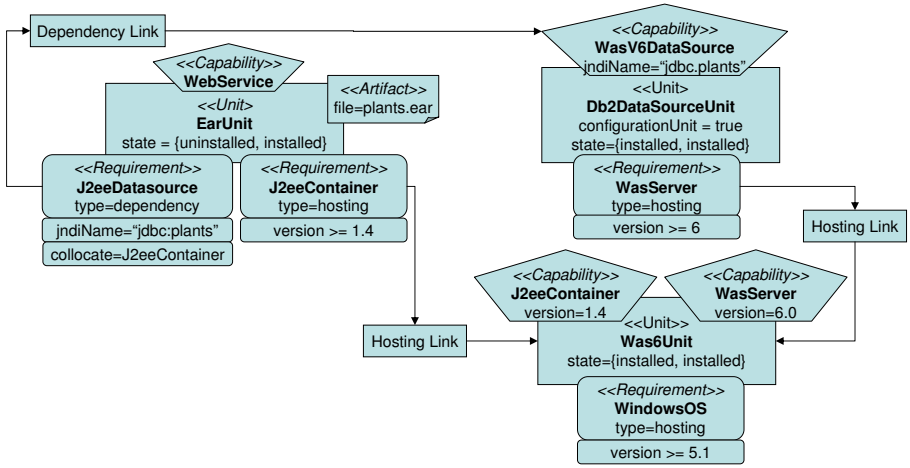 Dependency Link
<<Capability>>
WasV6DataSource
jndiName="jdbc.plants"
<<Unit>
Db2DataSourceUnit
configurationUnit = true
state={installed, installed}
<<Requirement>>
WasServer
type=hosting
version >= 6
Hosting Link
<<Capability>>
WebService
<<Unit>
EarUnit
state = {uninstalled, installed}
<<Artifact>>
file=plants.ear
<<Requirement>>
J2eeDatasource
type=dependency
jndiName="jdbc:plants"
collocate=J2eeContainer
<<Requirement>>
J2eeContainer
type=hosting
version >= 1.4
Hosting Link
<<Capability>>
J2eeContainer
version=1.4
<<Capability>>
WasServer
version=6.0
<<Unit>>
Was6Unit
state={installed, installed}
<<Requirement>>
WindowsOS
type=hosting
version >= 5.1